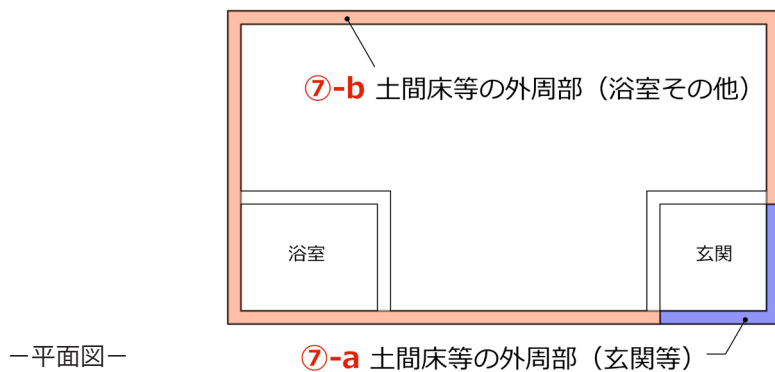 ⑦-b 土間床等の外周部（浴室その他）
浴室
玄関
⑦-a 土間床等の外周部（玄関等）
－平面図－